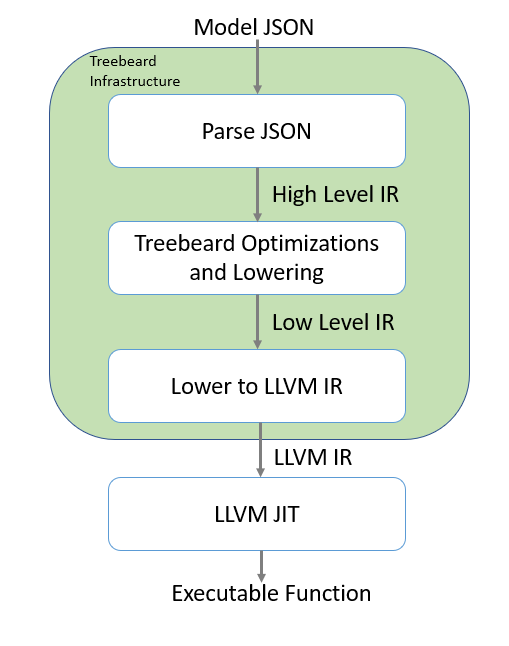 Model JSON
Treebeard
Infrastructure
Parse JSON
High Level IR
Treebeard Optimizations
and Lowering
Low Level IR
Lower to LLVM IR
LLVM IR
LLVM JIT
Executable Function